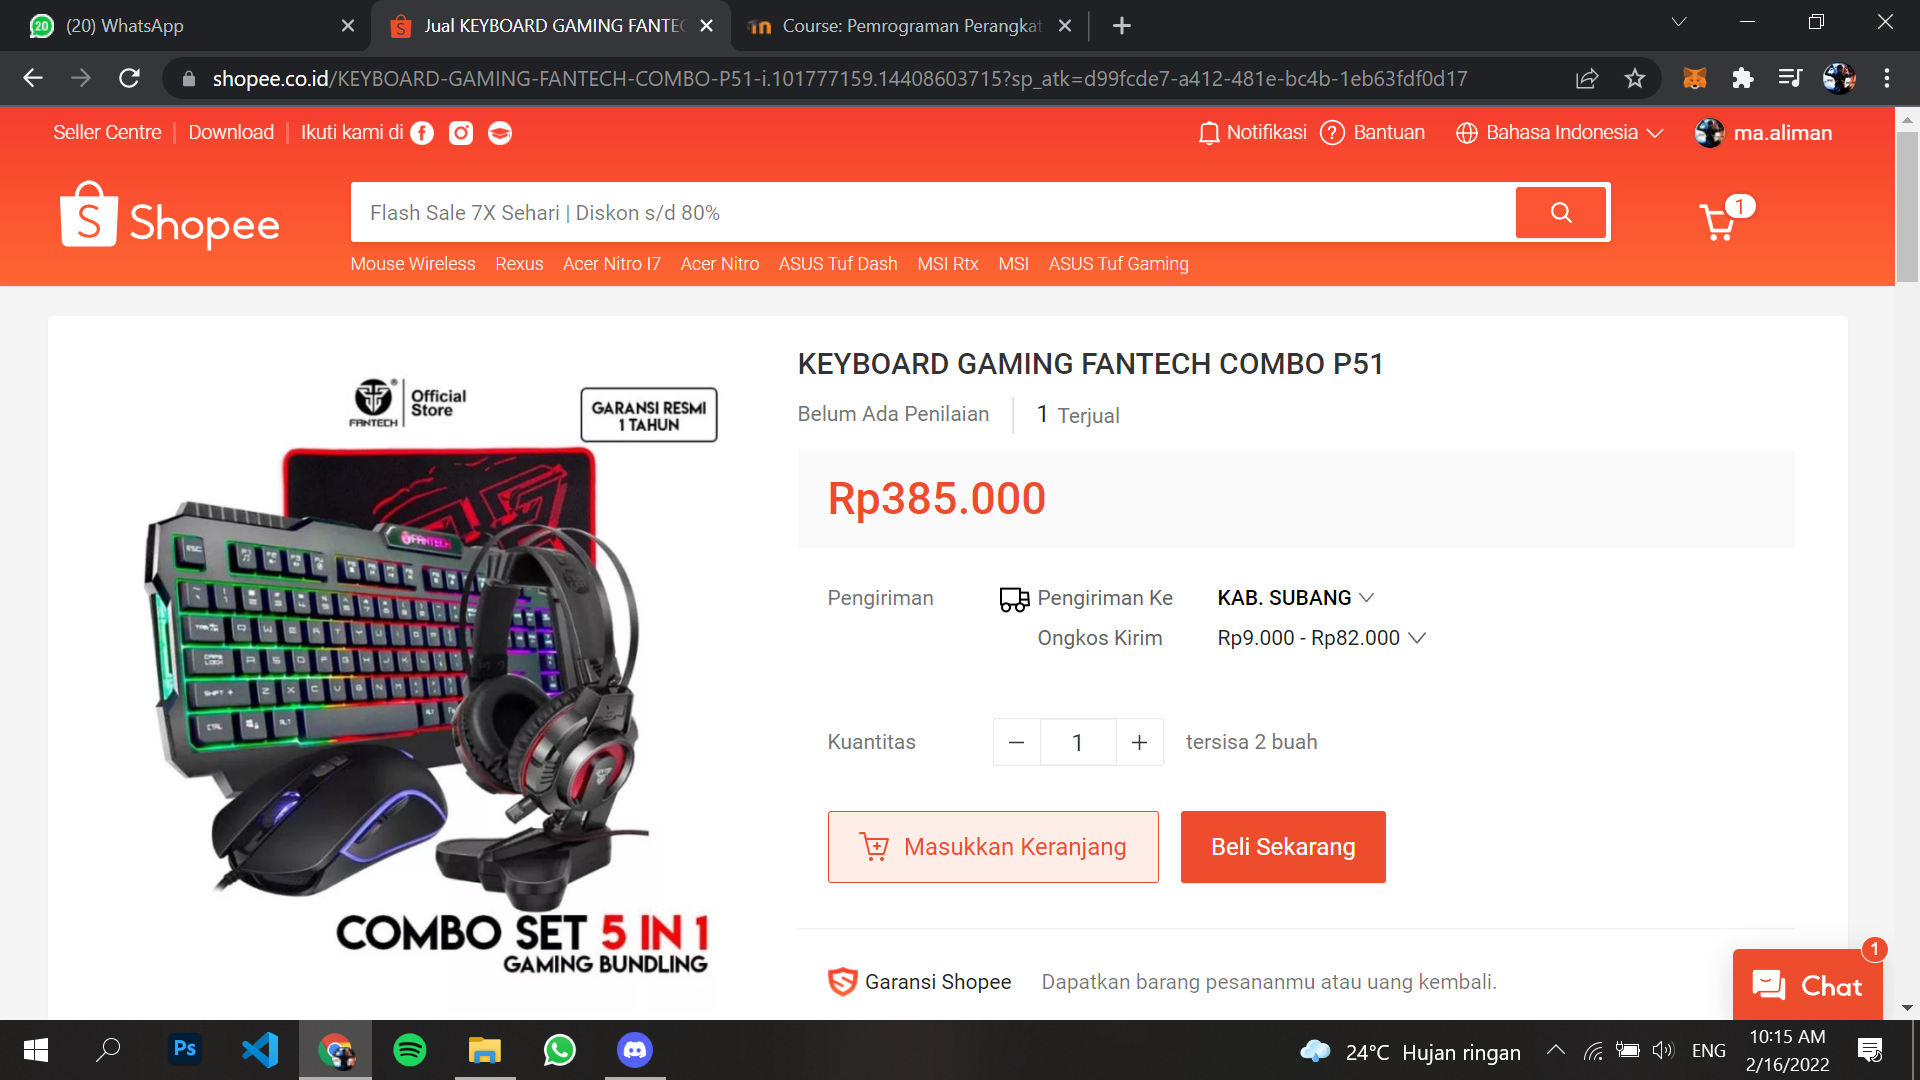 (20) WhatsApp
Jual KEYBOARD GAMING FANTEC
Course: Pemrograman Perangkat
shopee.co.id/KEYBOARD-GAMING-FANTECH-COMBO-P51-i.101777159.14408603715?sp_atk=d99fcde7-a412-481e-bc4b-1eb63fdf0d17
Seller Centre
Download
Ikuti kami di
Notifikasi
Bantuan
Bahasa Indonesia
ma.aliman
Shopee
Flash Sale 7X Sehari | Diskon s/d 80%
1
Mouse Wireless Rexus Acer Nitro I7 Acer Nitro ASUS Tuf Dash MSI Rtx MSI ASUS Tuf Gaming
FANTECH
Official
Store
GARANSI RESMI
1 TAHUN
FANTECH
COMBO SET 5 IN 1
GAMING BUNDLING
KEYBOARD GAMING FANTECH COMBO P51
Belum Ada Penilaian
1 Terjual
Rp385.000
Pengiriman
Pengiriman Ke
KAB. SUBANG
Ongkos Kirim
Rp9.000 - Rp82.000
Kuantitas
1
tersisa 2 buah
Masukkan Keranjang
Beli Sekarang
Garansi Shopee
Dapatkan barang pesananmu atau uang kembali.
1
Chat
Ps
24°C Hujan ringan
ENG
10:15 AM
2/16/2022